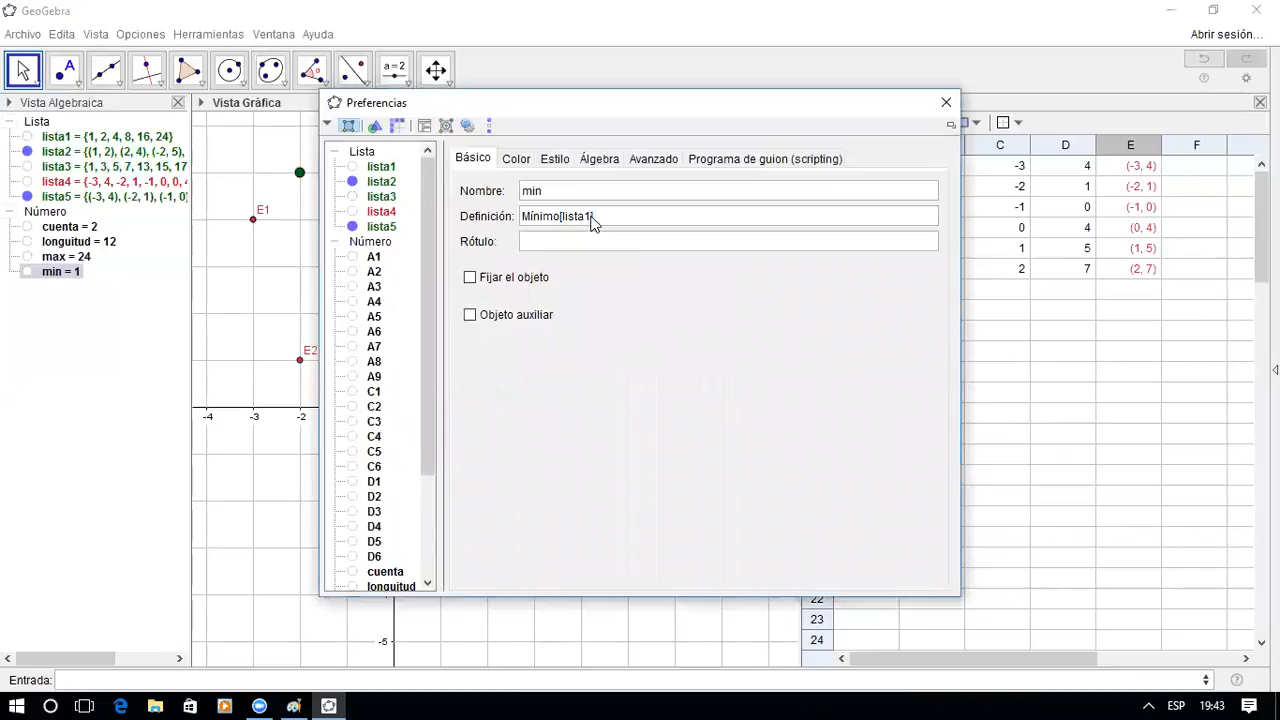 GeoGebra
Archivo Edita Vista Opciones Herramientas Ventana Ayuda
Abrir sesión...
A
a = 2
Vista Algebraica
Vista Gráfica
Lista
lista1 = {1, 2, 4, 8, 16, 24}
lista2 = {(1, 2), (2, 4), (-2, 5),
lista3 = {1, 3, 5, 7, 13, 15, 17
lista4 = {-3, 4, -2, 1, -1, 0, 0, 4
lista5 = {(-3, 4), (-2, 1), (-1, 0)
Número
cuenta = 2
longuitud = 12
max = 24
min = 1
E1
E2
-4 -3 -2
-5
Preferencias
Lista
lista1
lista2
lista3
lista4
lista5
Número
A1
A2
A3
A4
A5
A6
A7
A8
A9
C1
C2
C3
C4
C5
C6
D1
D2
D3
D4
D5
D6
cuenta
longuitud
Básico Color Estilo Álgebra Avanzado Programa de guion (scripting)
Nombre: min
Definición: Mínimo[lista1]
Rótulo:
Fijar el objeto
Objeto auxiliar
C D E F
-3 4 (-3, 4)
-2 1 (-2, 1)
-1 0 (-1, 0)
0 4 (0, 4)
1 5 (1, 5)
2 7 (2, 7)
22
23
24
Entrada:
ESP 19:43